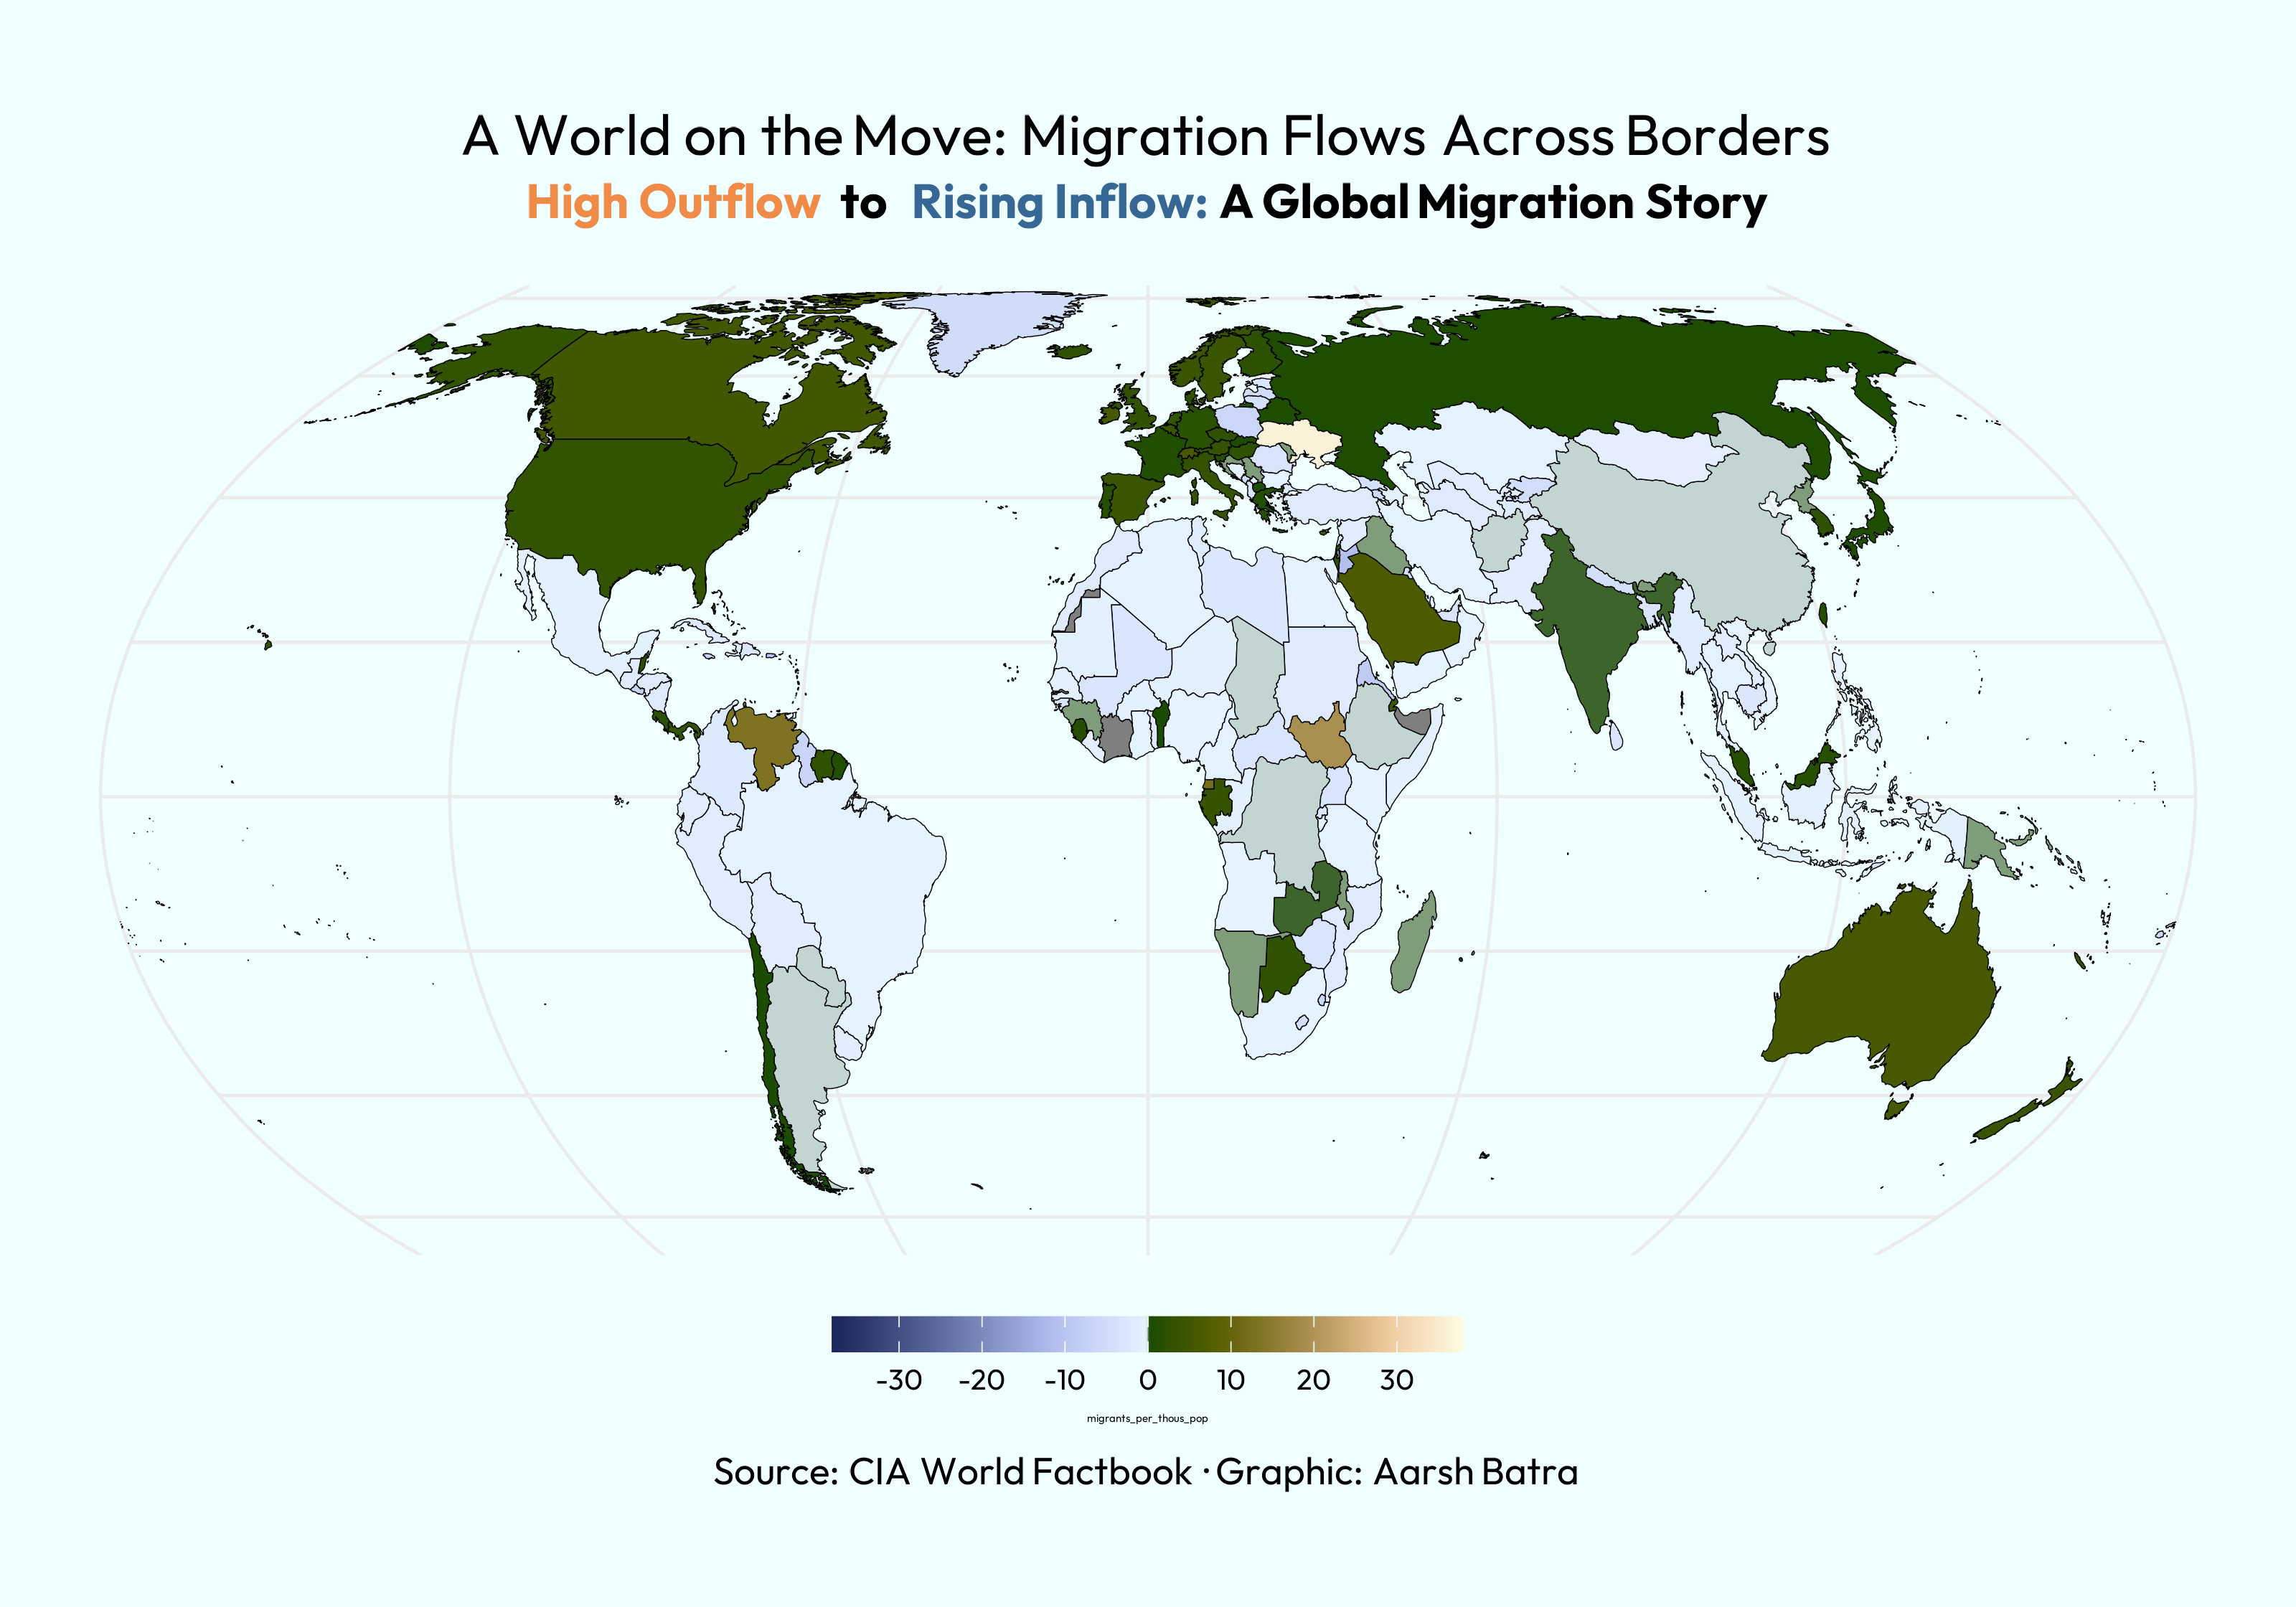 A World on the Move: Migration Flows Across Borders
High Outflow to Rising Inflow: A Global Migration Story
-30 -20 -10 0 10 20 30
migrants_per_thous_pop
Source: CIA World Factbook · Graphic: Aarsh Batra